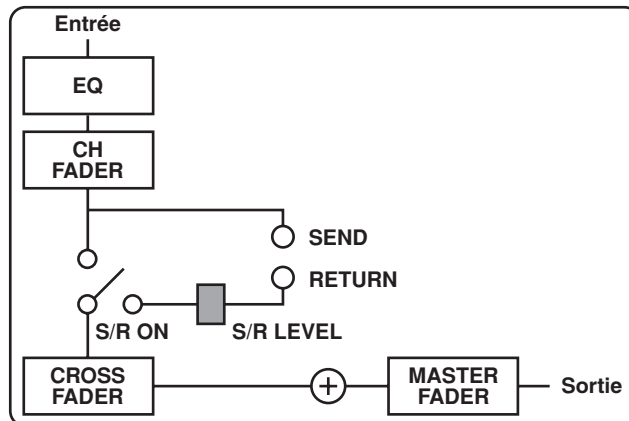 Entrée
EQ
CH
FADER
SEND
RETURN
S/R ON
S/R LEVEL
CROSS
FADER
MASTER
FADER
Sortie